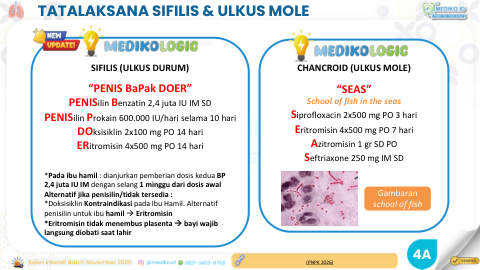 TATALAKSANA SIFILIS & ULKUS MOLE
NEW
UPDATE!
MEDIKOLOGIC
SIFILIS (ULKUS DURUM)
“PENIS BaPak DOER”
PENISilin Benzatin 2,4 juta IU IM SD
PENISilin Prokain 600.000 IU/hari selama 10 hari
DOksisiklin 2x100 mg PO 14 hari
ERitromisin 4x500 mg PO 14 hari
*Pada ibu hamil : dianjurkan pemberian dosis kedua BP
2,4 juta IU IM dengan selang 1 minggu dari dosis awal
Alternatif jika penisilin/tidak tersedia :
*Doksisiklin Kontraindikasi pada Ibu Hamil. Alternatif
penisilin untuk ibu hamil → Eritromisin
*Eritromisin tidak menembus plasenta → bayi wajib
langsung diobati saat lahir
MEDIKOLOGIC
CHANCROID (ULKUS MOLE)
“SEAS”
School of fish in the seas
Siprofloxacin 2x500 mg PO 3 hari
Eritromisin 4x500 mg PO 7 hari
Azitromisin 1 gr SD PO
Seftriaxone 250 mg IM SD
Gambaran
school of fish
(PNPK 2026)
4A